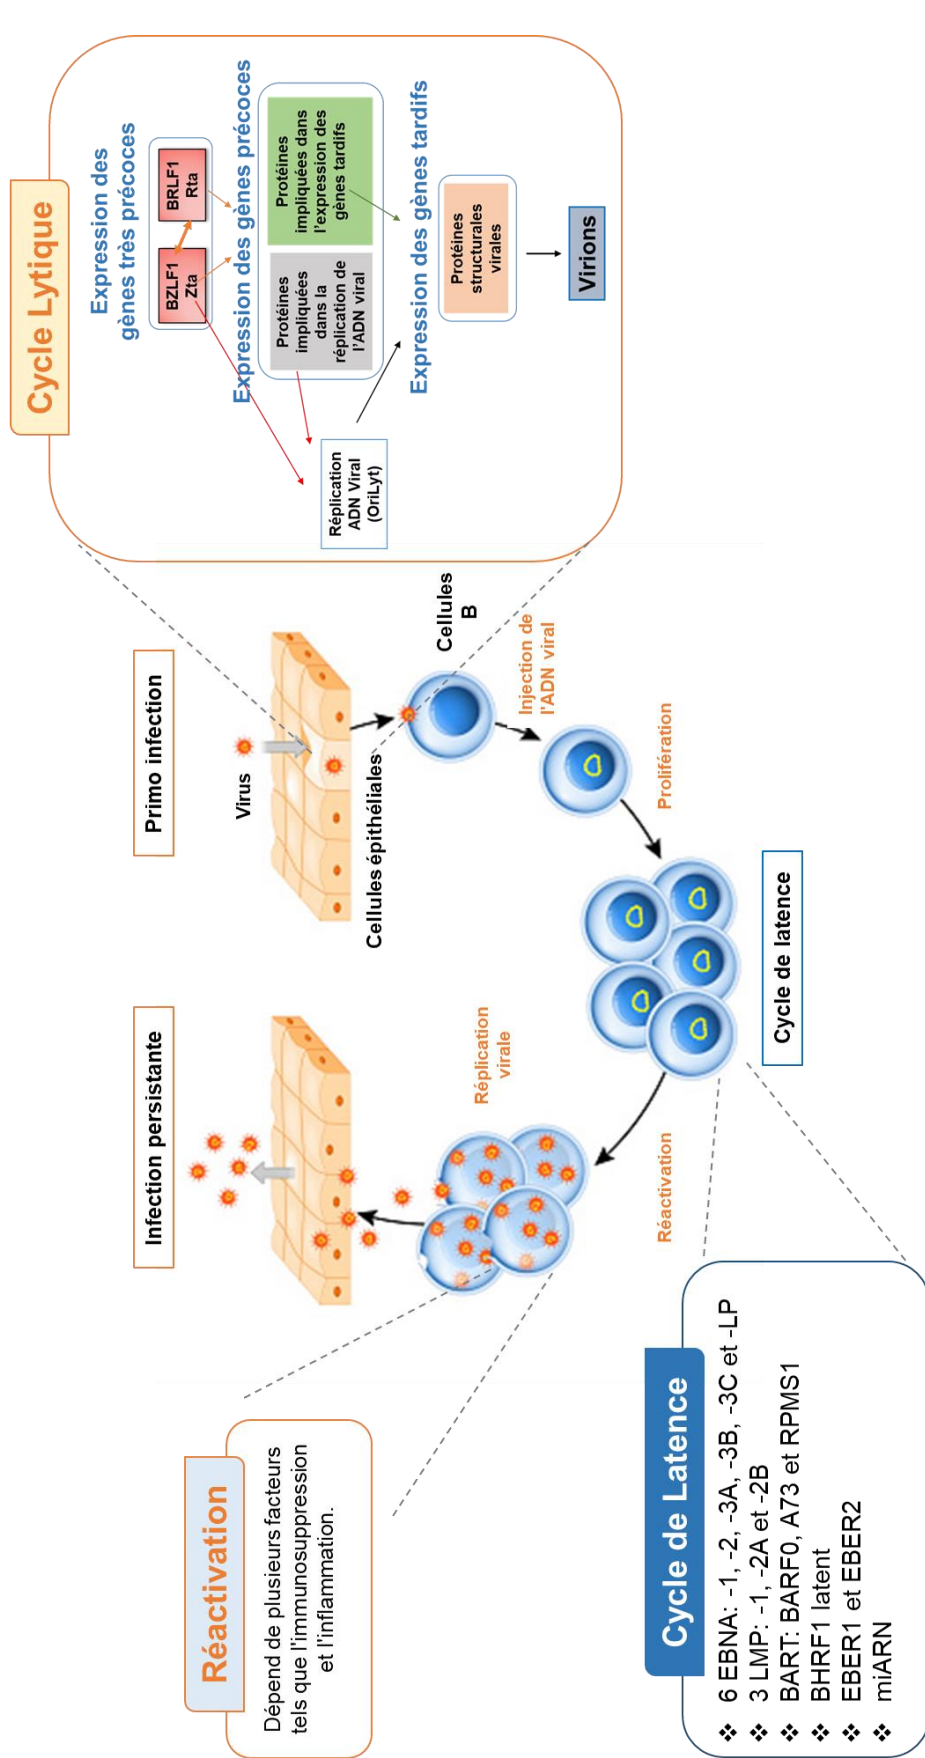 Infection persistante
Primo infection
Virus
Cellules épithéliales
Cellules
B
Injection de
l'ADN viral
Prolifération
Cycle de latence
Réactivation
Réplication
virale
Réactivation
Dépend de plusieurs facteurs
tels que l'immunosuppression
et l'inflammation.
Cycle de Latence
❖ 6 EBNA: -1, -2, -3A, -3B, -3C et -LP
❖ 3 LMP: -1, -2A et -2B
❖ BART: BARF0, A73 et RPMS1
❖ BHRF1 latent
❖ EBER1 et EBER2
❖ miARN
Cycle Lytique
Expression des
gènes très précoces
BZLF1
Zta
BRLF1
Rta
Expression des gènes précoces
Protéines
impliquées
dans la
réplication de
l'ADN viral
Protéines
impliquées dans
l'expression des
gènes tardifs
Réplication
ADN Viral
(OriLyt)
Expression des gènes tardifs
Protéines
structurales
virales
Virions